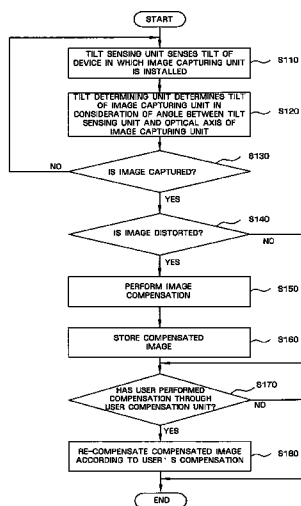 START
TILT SENSING UNIT SENSES TILT OF
DEVICE IN WHICH IMAGE CAPTURING UNIT
IS INSTALLED
S110
TILT DETERMINING UNIT DETERMINES TILT
OF IMAGE CAPTURING UNIT IN
CONSIDERATION OF ANGLE BETWEEN TILT
SENSING UNIT AND OPTICAL AXIS
OF IMAGE CAPTURING UNIT
S120
S130
IS IMAGE CAPTURED?
NO
YES
S140
IS IMAGE DISTORTED?
NO
YES
PERFORM IMAGE
COMPENSATION
S150
STORE COMPENSATED
IMAGE
S160
S170
HAS USER PERFORMED
COMPENSATION THROUGH
USER COMPENSATION UNIT?
NO
YES
RE-COMPENSATE COMPENSATED IMAGE
ACCORDING TO USER'S COMPENSATION
S180
END